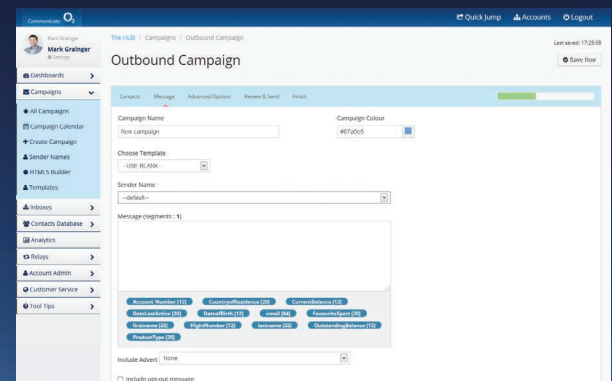 Communicate O2
Quick Jump Accounts Logout
Mark Grainger
Mark Grainger
Settings
The HUB / Campaigns / Outbound Campaign
Last saved: 17:25:08
Outbound Campaign
Save Now
Dashboards
Campaigns
All Campaigns
Campaign Calendar
Create Campaign
Sender Names
HTML5 Builder
Templates
Inboxes
Contacts Database
Analytics
Relays
Account Admin
Customer Service
Tool Tips
Contacts Message Advanced Options Review & Send Finish
Campaign Name Campaign Colour
New campaign #67a0e6
Choose Template
--USE BLANK--
Sender Name
--default--
Message (segments : 1)
Account_Number [12] CountryofResidence [20] CurrentBalance [12]
DateLastActive [20] DateofBirth [12] email [64] FavouriteSport [20]
firstname [32] FlightNumber [12] lastname [32] OutstandingBalance [12]
ProductType [20]
Include Advert None
Include opt-out message